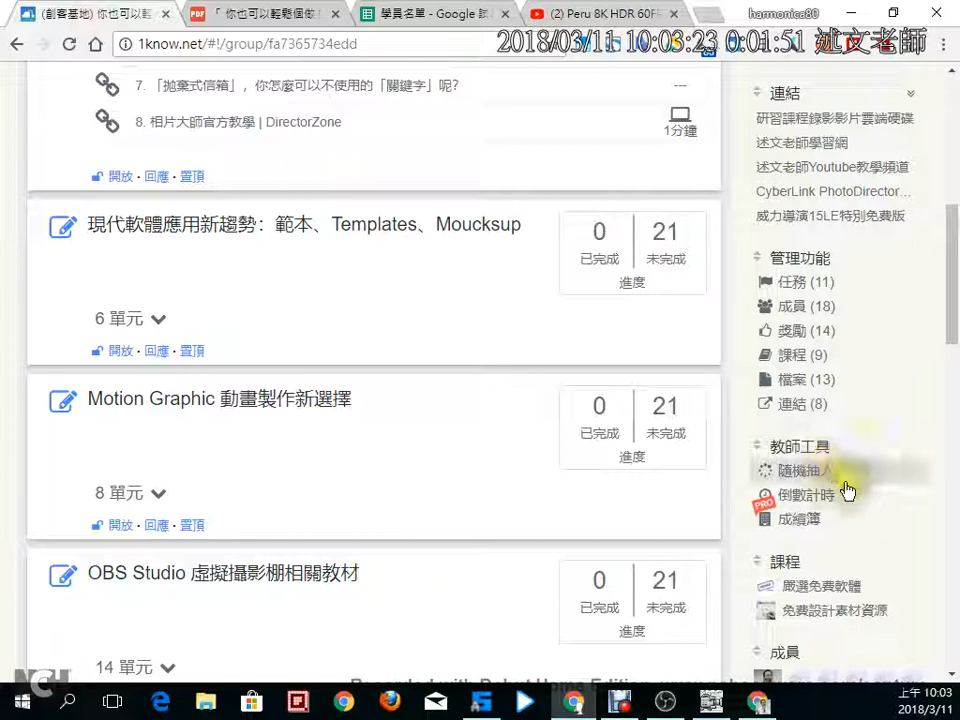 (創客基地) 你也可以輕
「 你也可以輕鬆個做
學員名單 - Google 試
(2) Peru 8K HDR 60F
harmonica80
1know.net/#!/group/fa7365734edd
2018/03/11 10:03:23 0:01:51 述文老師
7. 「拋棄式信箱」, 你怎麼可以不使用的「關鍵字」呢?
---
8. 相片大師官方教學 | DirectorZone
1分鐘
開放 · 回應 · 置頂
現代軟體應用新趨勢：範本、Templates、Moucksup
0
21
已完成
未完成
進度
6 單元
開放 · 回應 · 置頂
Motion Graphic 動畫製作新選擇
0
21
已完成
未完成
進度
8 單元
開放 · 回應 · 置頂
OBS Studio 虛擬攝影棚相關教材
0
21
已完成
未完成
進度
14 單元
連結
研習課程錄影影片雲端硬碟
述文老師學習網
述文老師Youtube教學頻道
CyberLink PhotoDirector...
威力導演15LE特別免費版
管理功能
任務 (11)
成員 (18)
獎勵 (14)
課程 (9)
檔案 (13)
連結 (8)
教師工具
隨機抽人
倒數計時
PRO
成績簿
課程
嚴選免費軟體
免費設計素材資源
成員
NCH
上午 10:03
2018/3/11